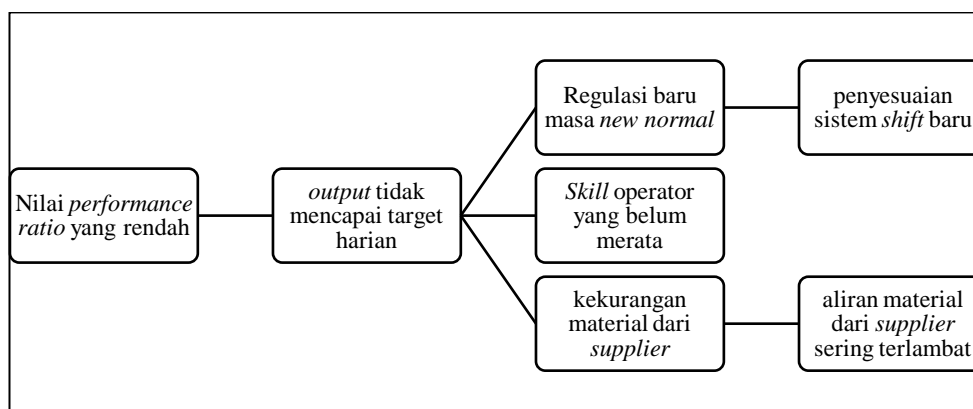 Nilai performance
ratio yang rendah
output tidak
mencapai target
harian
Regulasi baru
masa new normal
penyesuaian
sistem shift baru
Skill operator
yang belum
merata
kekurangan
material dari
supplier
aliran material
dari supplier
sering terlambat